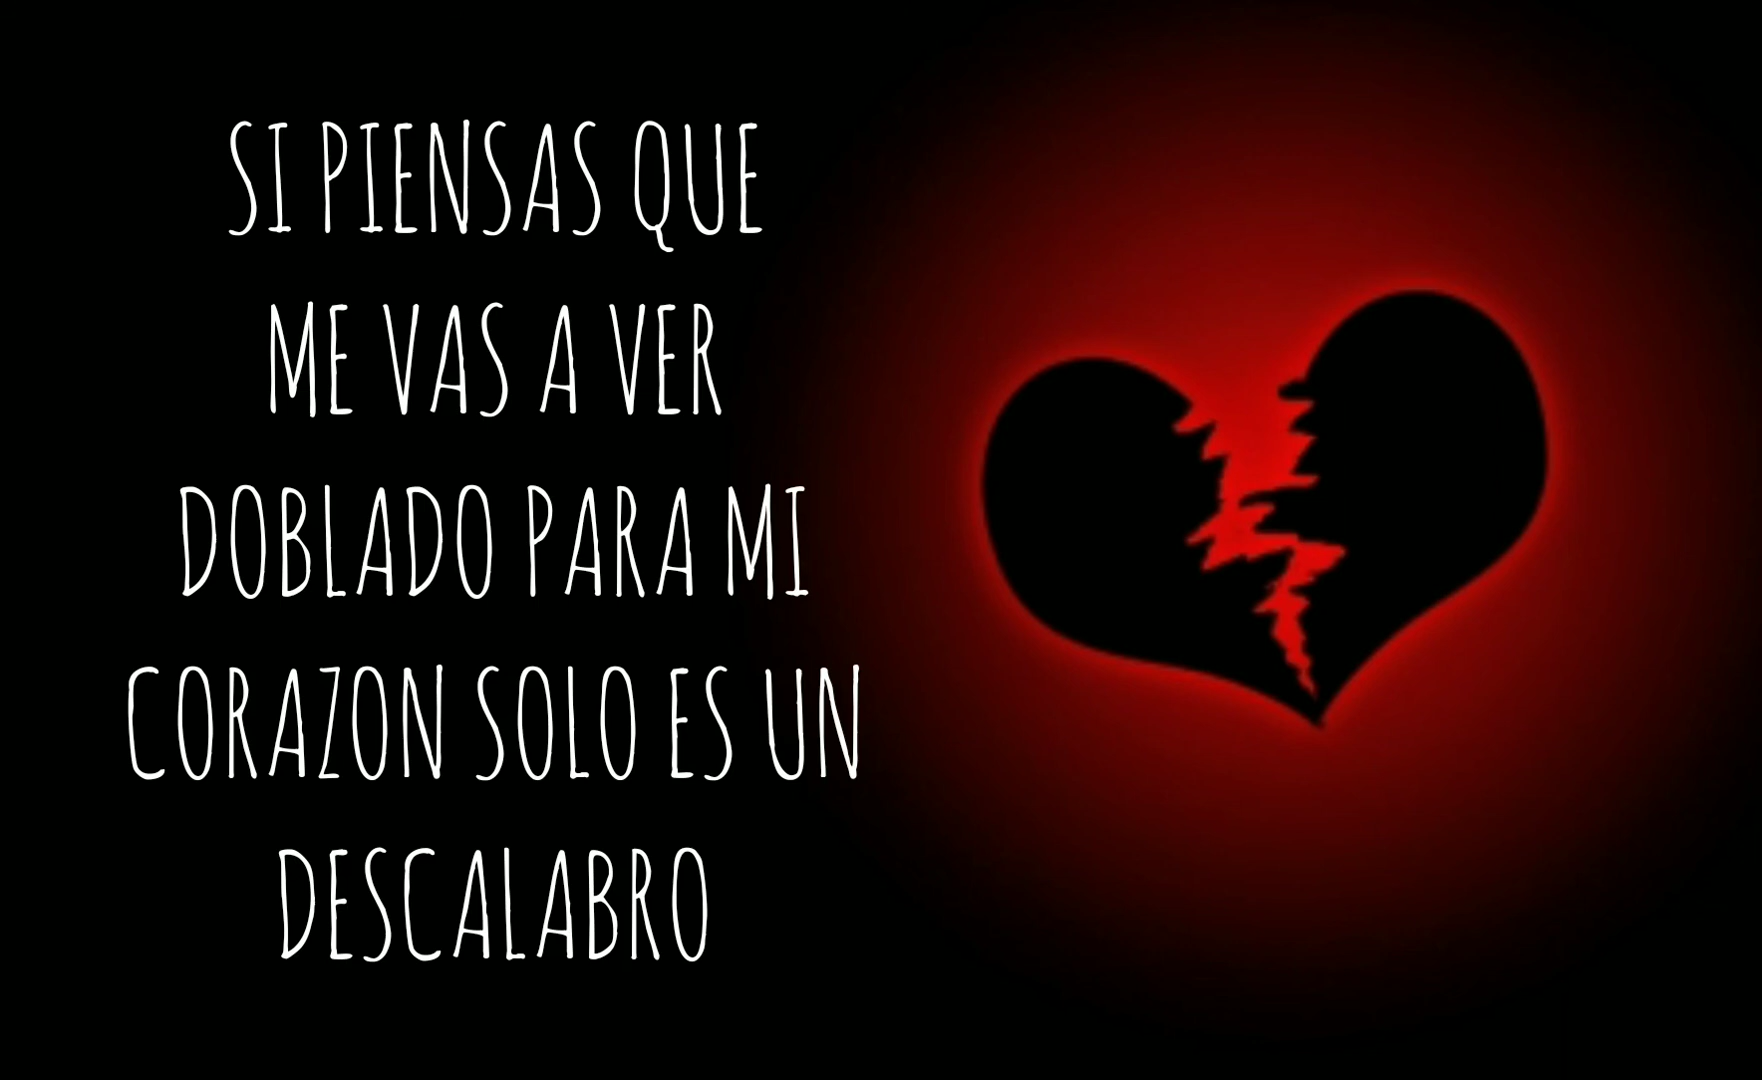 SI PIENSAS QUE
ME VAS A VER
DOBLADO PARA MI
CORAZON SOLO ES UN
DESCALABRO